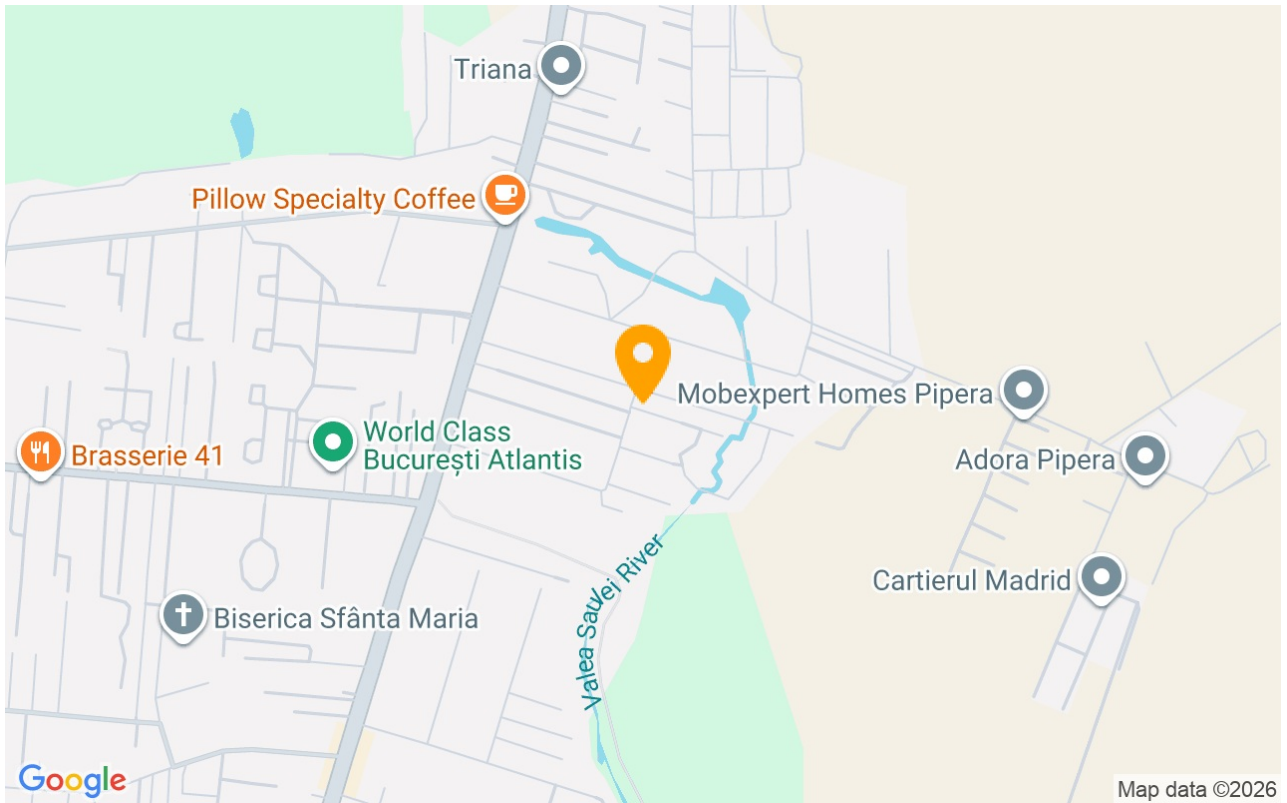 Triana
Pillow Specialty Coffee
Mobexpert Homes Pipera
World Class
București Atlantis
Brasserie 41
Adora Pipera
Valea Saulei River
Cartierul Madrid
Biserica Sfânta Maria
Google
Map data ©2026